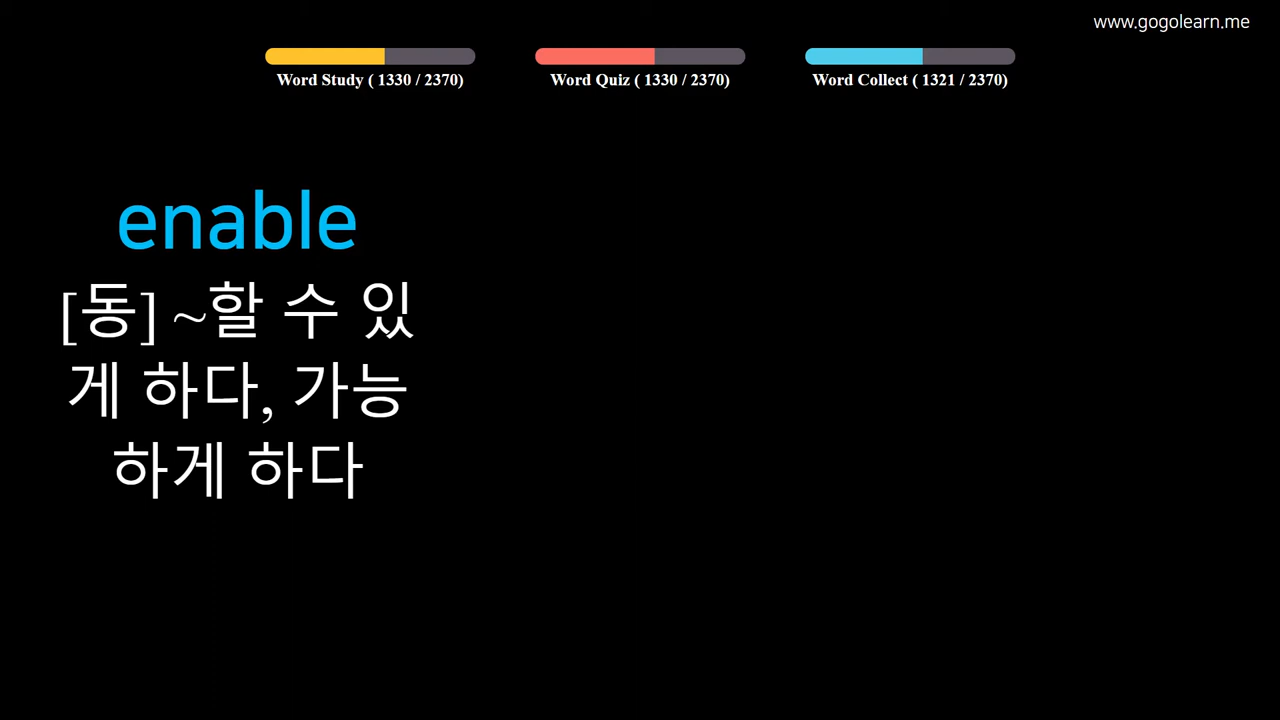 www.gogolearn.me
Word Study ( 1330 / 2370)
Word Quiz ( 1330 / 2370)
Word Collect ( 1321 / 2370)
enable
[동] ~할 수 있
게 하다, 가능
하게 하다